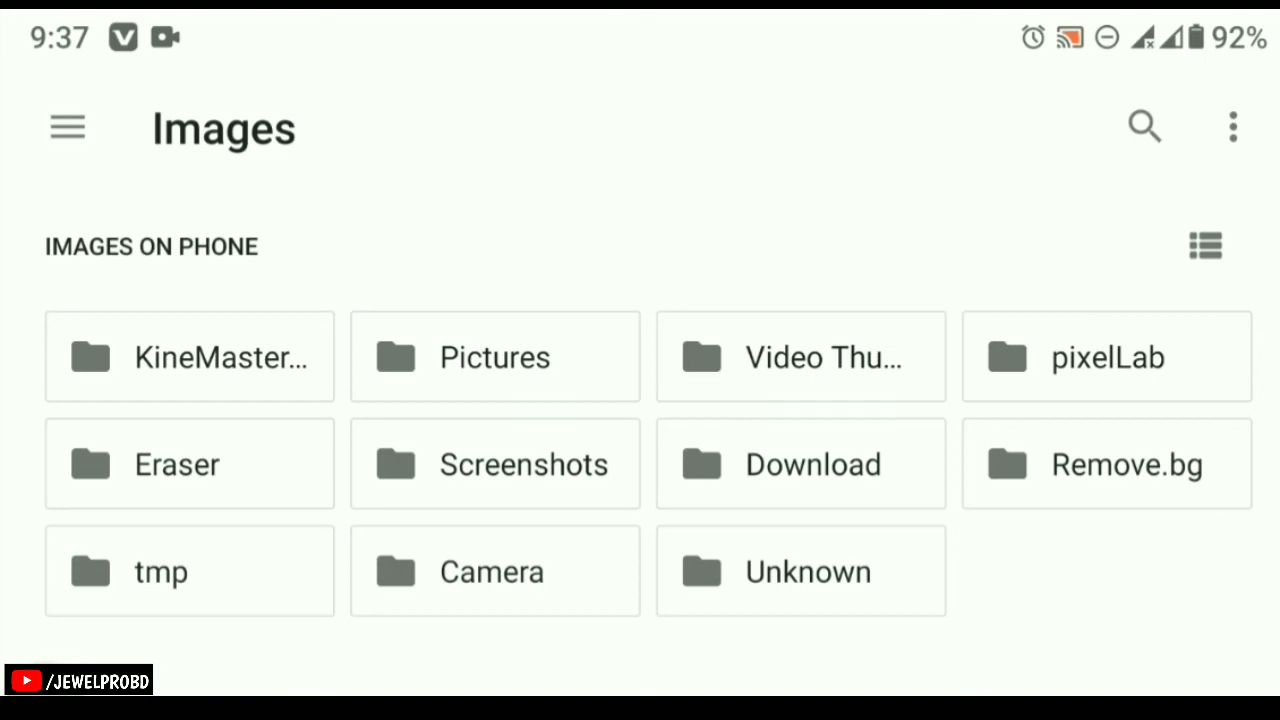 9:37 92%
Images
IMAGES ON PHONE
KineMaster... Pictures Video Thu... pixelLab
Eraser Screenshots Download Remove.bg
tmp Camera Unknown
/JEWELPROBD